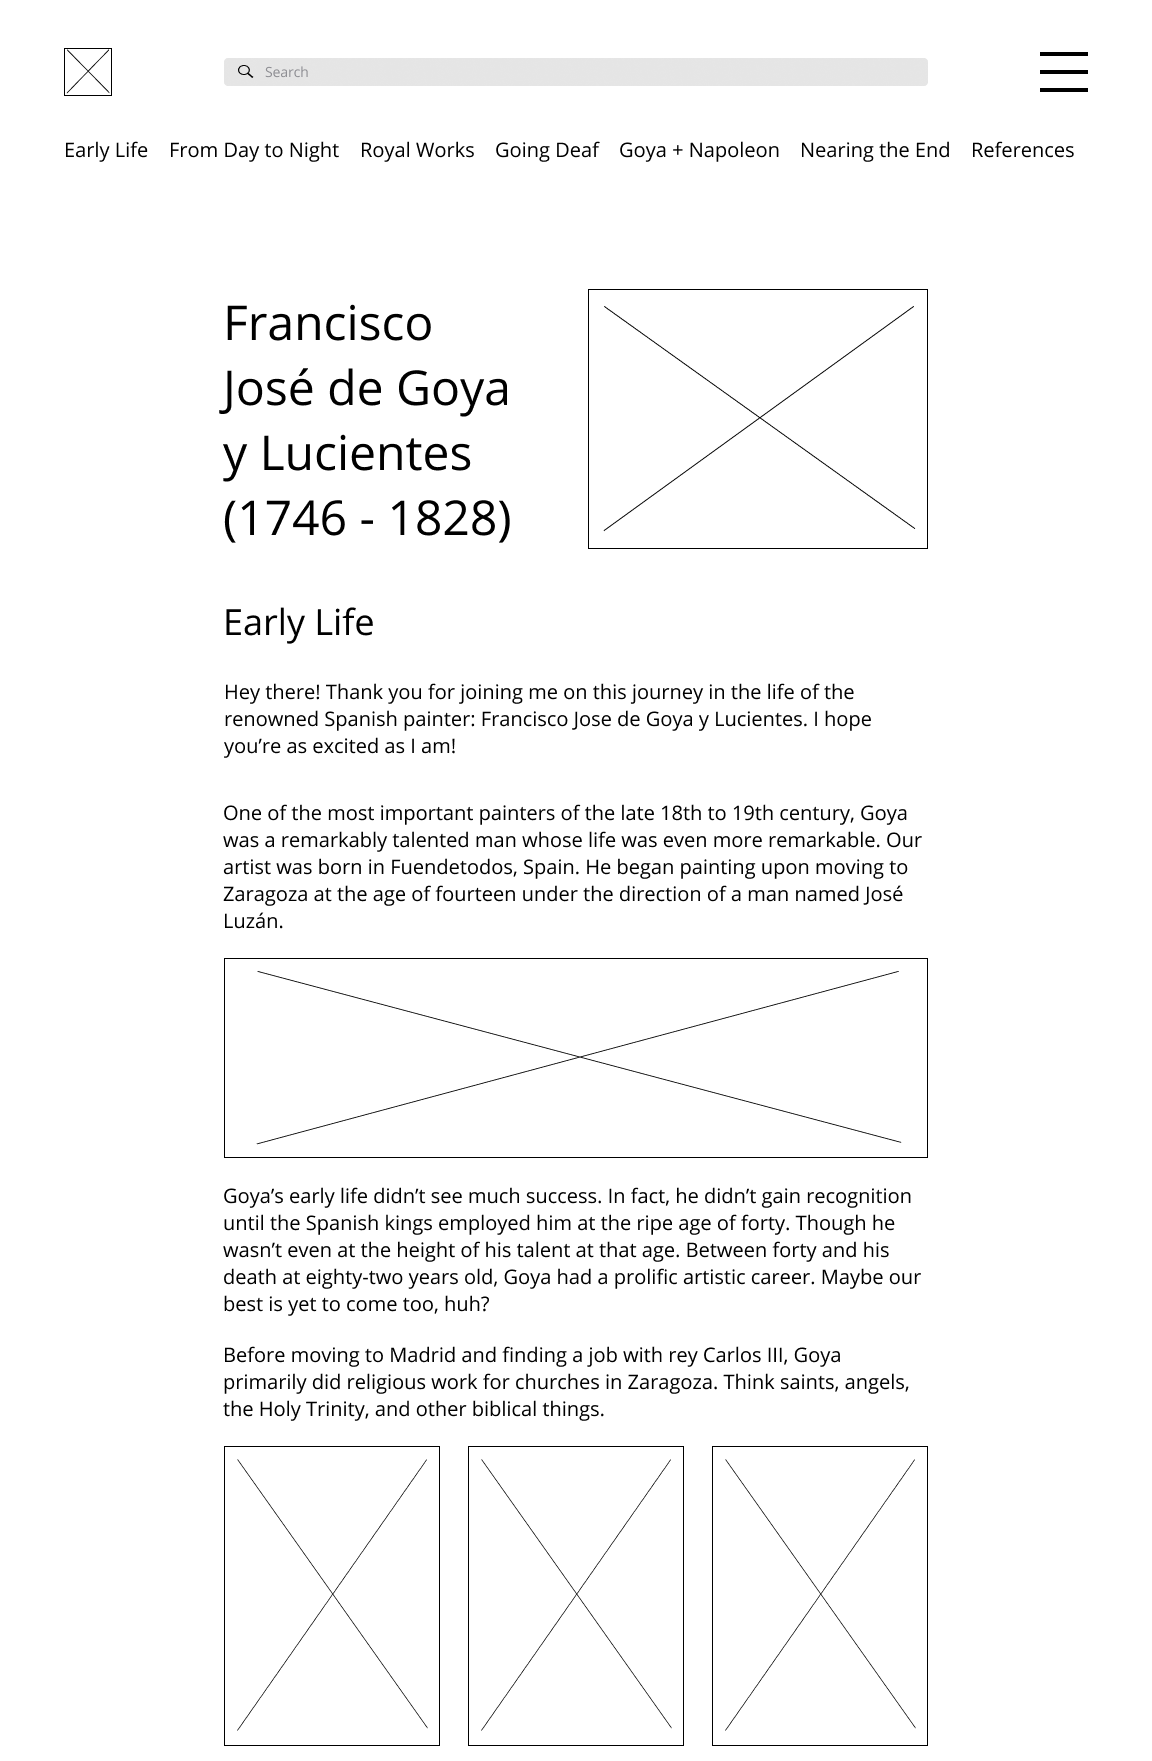 Search
Early Life From Day to Night Royal Works Going Deaf Goya + Napoleon Nearing the End References
Francisco
José de Goya
y Lucientes
(1746 - 1828)
Early Life
Hey there! Thank you for joining me on this journey in the life of the
renowned Spanish painter: Francisco Jose de Goya y Lucientes. I hope
you’re as excited as I am!
One of the most important painters of the late 18th to 19th century, Goya
was a remarkably talented man whose life was even more remarkable. Our
artist was born in Fuendetodos, Spain. He began painting upon moving to
Zaragoza at the age of fourteen under the direction of a man named José
Luzán.
Goya’s early life didn’t see much success. In fact, he didn’t gain recognition
until the Spanish kings employed him at the ripe age of forty. Though he
wasn’t even at the height of his talent at that age. Between forty and his
death at eighty-two years old, Goya had a prolific artistic career. Maybe our
best is yet to come too, huh?
Before moving to Madrid and finding a job with rey Carlos III, Goya
primarily did religious work for churches in Zaragoza. Think saints, angels,
the Holy Trinity, and other biblical things.